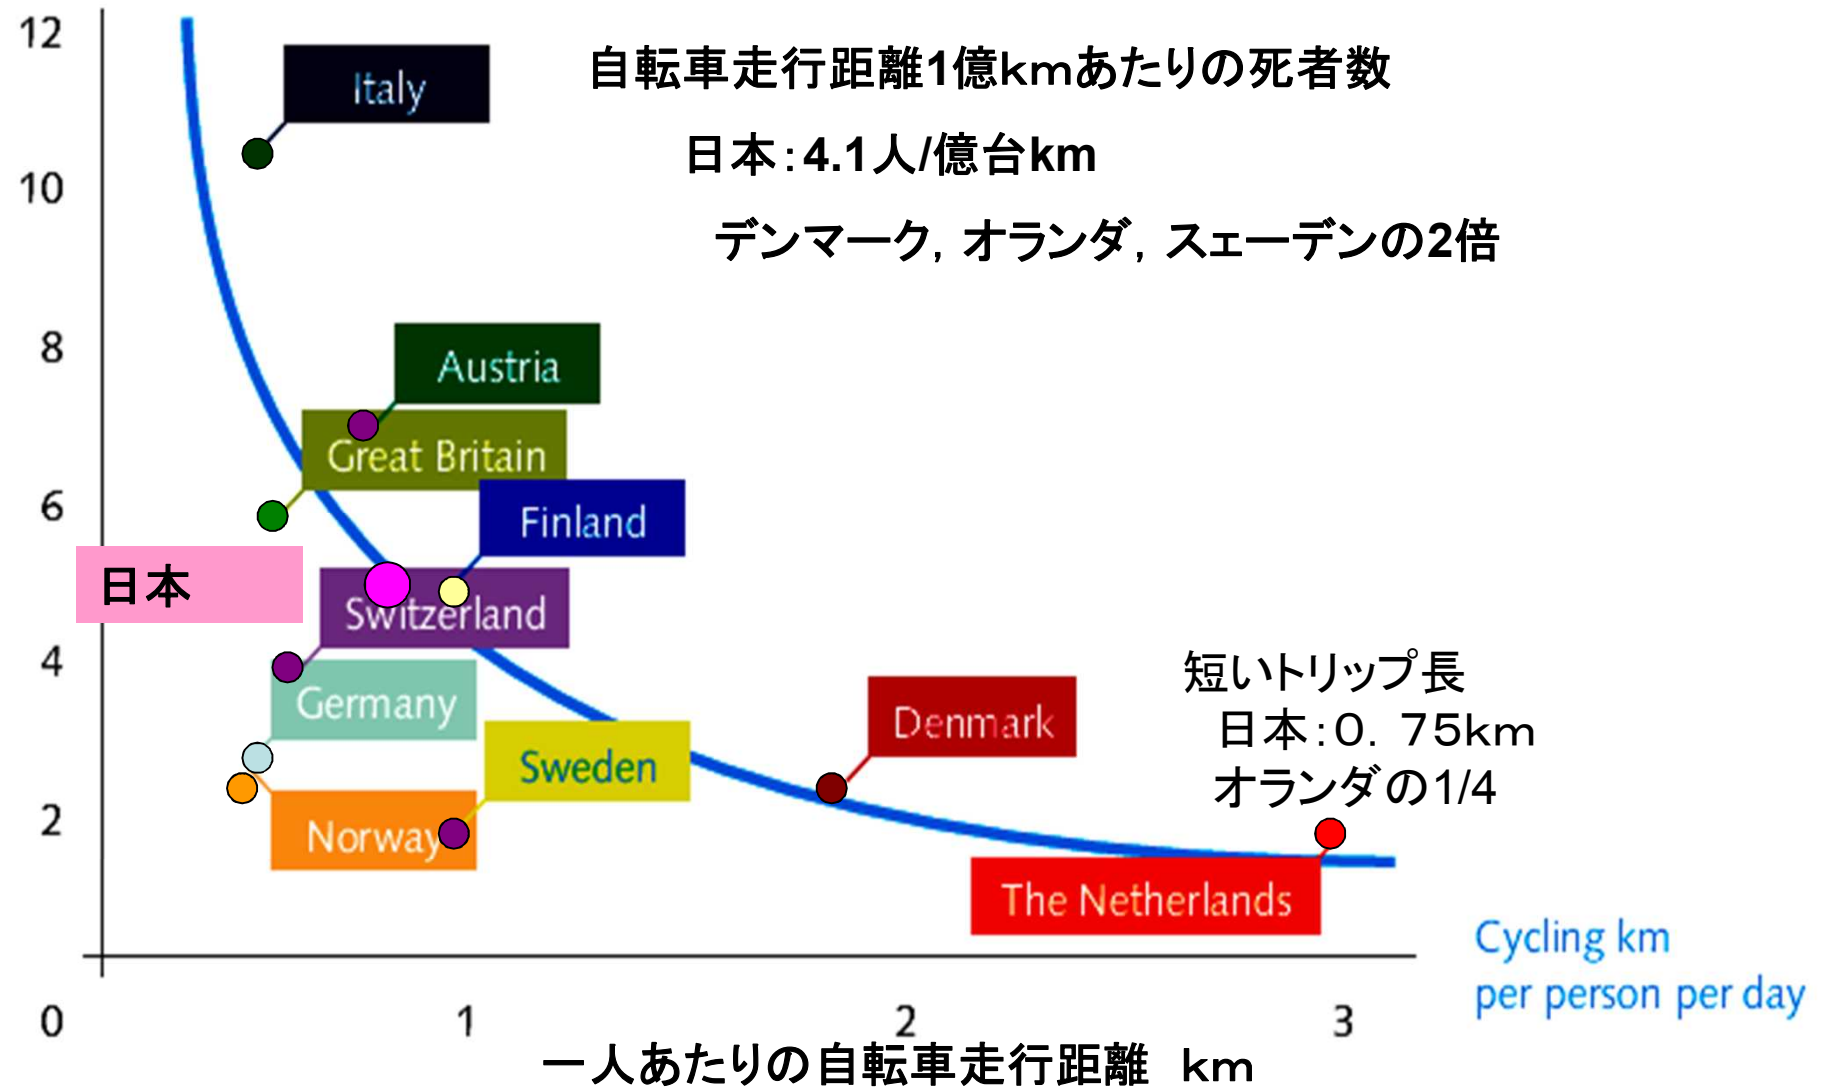 12
Italy
自転車走行距離1億kmあたりの死者数
日本:4.1人/億台km
10
デンマーク,オランダ,スェーデンの2倍
8
Austria
Great Britain
6
Finland
日本
Switzerland
4
Germany
短いトリップ長
日本:0.75km
オランダの1/4
Denmark
Sweden
2
Norway
The Netherlands
Cycling km
per person per day
0
1
2
3
一人あたりの自転車走行距離 km